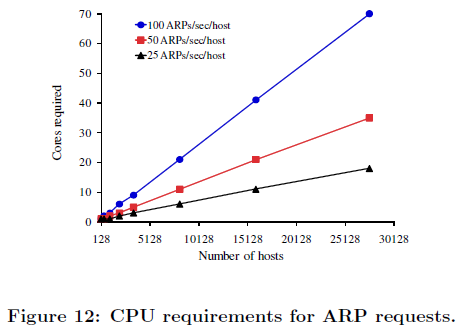 70
60
50
40
30
20
10
0
Cores required
100 ARPs/sec/host
50 ARPs/sec/host
25 ARPs/sec/host
128 5128 10128 15128 20128 25128 30128
Number of hosts
Figure 12: CPU requirements for ARP requests.